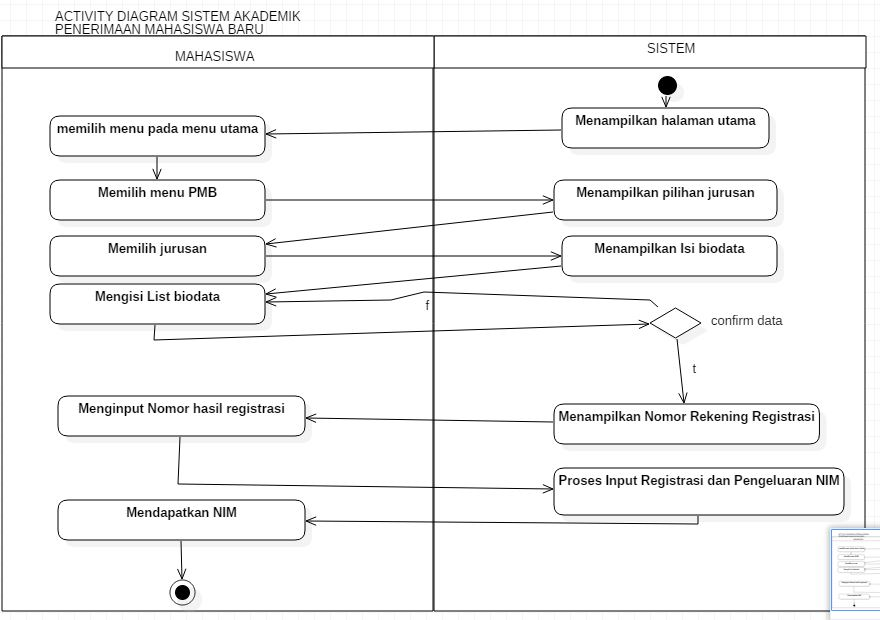 ACTIVITY DIAGRAM SISTEM AKADEMIK
PENERIMAAN MAHASISWA BARU
MAHASISWA
SISTEM
Menampilkan halaman utama
memilih menu pada menu utama
Memilih menu PMB
Menampilkan pilihan jurusan
Memilih jurusan
Menampilkan Isi biodata
Mengisi List biodata
f
confirm data
t
Menginput Nomor hasil registrasi
Menampilkan Nomor Rekening Registrasi
Proses Input Registrasi dan Pengeluaran NIM
Mendapatkan NIM